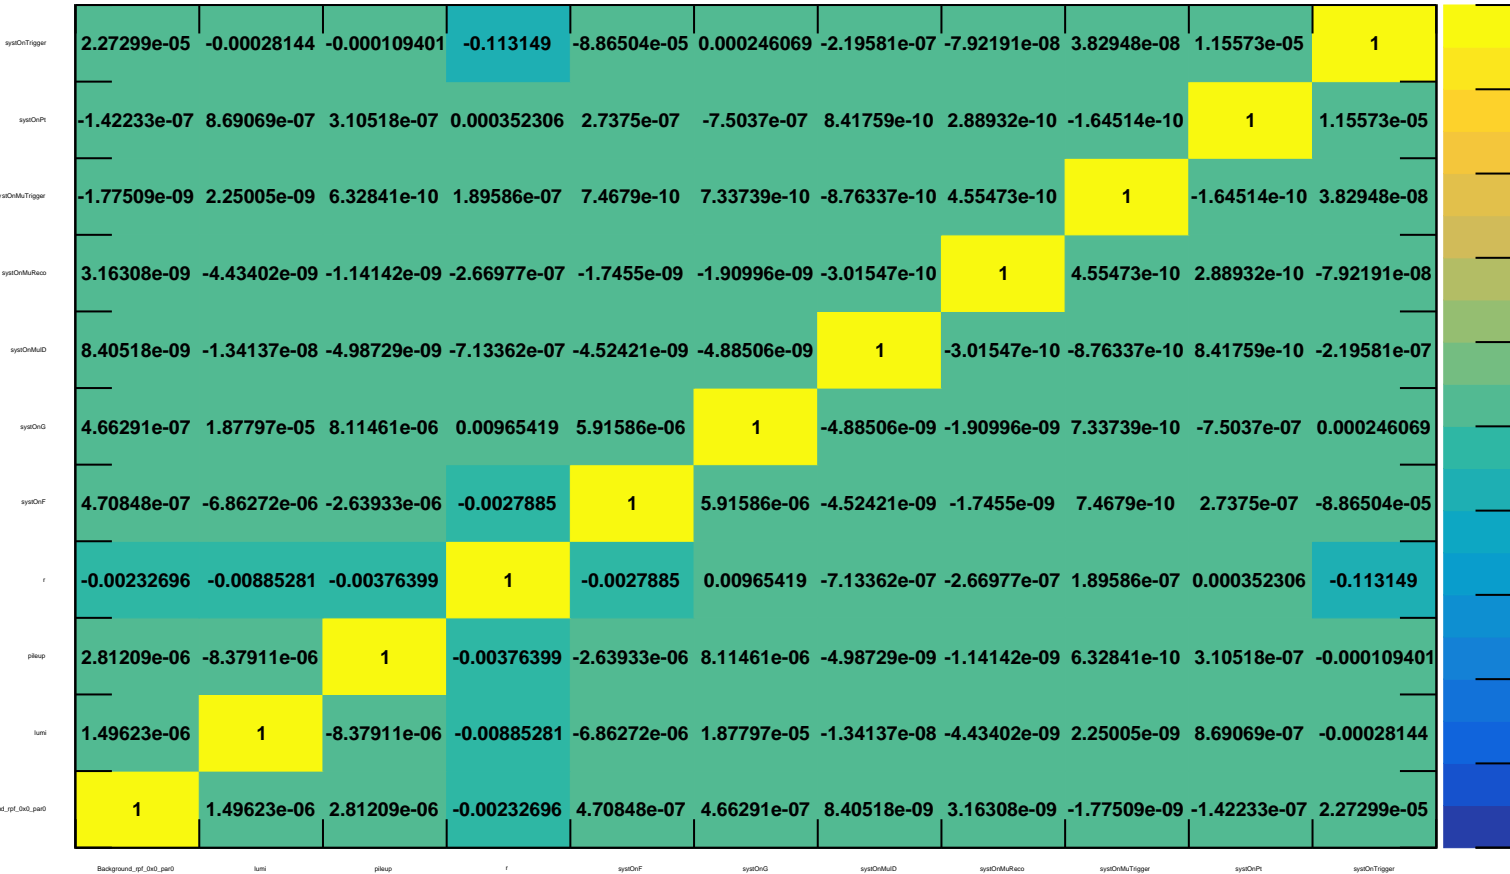 systOnTrigger 2.27299e-05 -0.00028144 -0.000109401 -0.113149 -8.86504e-05 0.000246069 -2.19581e-07 -7.92191e-08 3.82948e-08 1.15573e-05 1
systOnPt -1.42233e-07 8.69069e-07 3.10518e-07 0.000352306 2.7375e-07 -7.5037e-07 8.41759e-10 2.88932e-10 -1.64514e-10 1 1.15573e-05
stOnMuTrigger -1.77509e-09 2.25005e-09 6.32841e-10 1.89586e-07 7.4679e-10 7.33739e-10 -8.76337e-10 4.55473e-10 1 -1.64514e-10 3.82948e-08
systOnMuReco 3.16308e-09 -4.43402e-09 -1.14142e-09 -2.66977e-07 -1.7455e-09 -1.90996e-09 -3.01547e-10 1 4.55473e-10 2.88932e-10 -7.92191e-08
systOnMuID 8.40518e-09 -1.34137e-08 -4.98729e-09 -7.13362e-07 -4.52421e-09 -4.88506e-09 1 -3.01547e-10 -8.76337e-10 8.41759e-10 -2.19581e-07
systOnG 4.66291e-07 1.87797e-05 8.11461e-06 0.00965419 5.91586e-06 1 -4.88506e-09 -1.90996e-09 7.33739e-10 -7.5037e-07 0.000246069
systOnF 4.70848e-07 -6.86272e-06 -2.63933e-06 -0.0027885 1 5.91586e-06 -4.52421e-09 -1.7455e-09 7.4679e-10 2.7375e-07 -8.86504e-05
r -0.00232696 -0.00885281 -0.00376399 1 -0.0027885 0.00965419 -7.13362e-07 -2.66977e-07 1.89586e-07 0.000352306 -0.113149
pileup 2.81209e-06 -8.37911e-06 1 -0.00376399 -2.63933e-06 8.11461e-06 -4.98729e-09 -1.14142e-09 6.32841e-10 3.10518e-07 -0.000109401
lumi 1.49623e-06 1 -8.37911e-06 -0.00885281 -6.86272e-06 1.87797e-05 -1.34137e-08 -4.43402e-09 2.25005e-09 8.69069e-07 -0.00028144
d_rpf_0x0_par0 1 1.49623e-06 2.81209e-06 -0.00232696 4.70848e-07 4.66291e-07 8.40518e-09 3.16308e-09 -1.77509e-09 -1.42233e-07 2.27299e-05
Background_rpf_0x0_par0 lumi pileup r systOnF systOnG systOnMuID systOnMuReco systOnMuTrigger systOnPt systOnTrigger